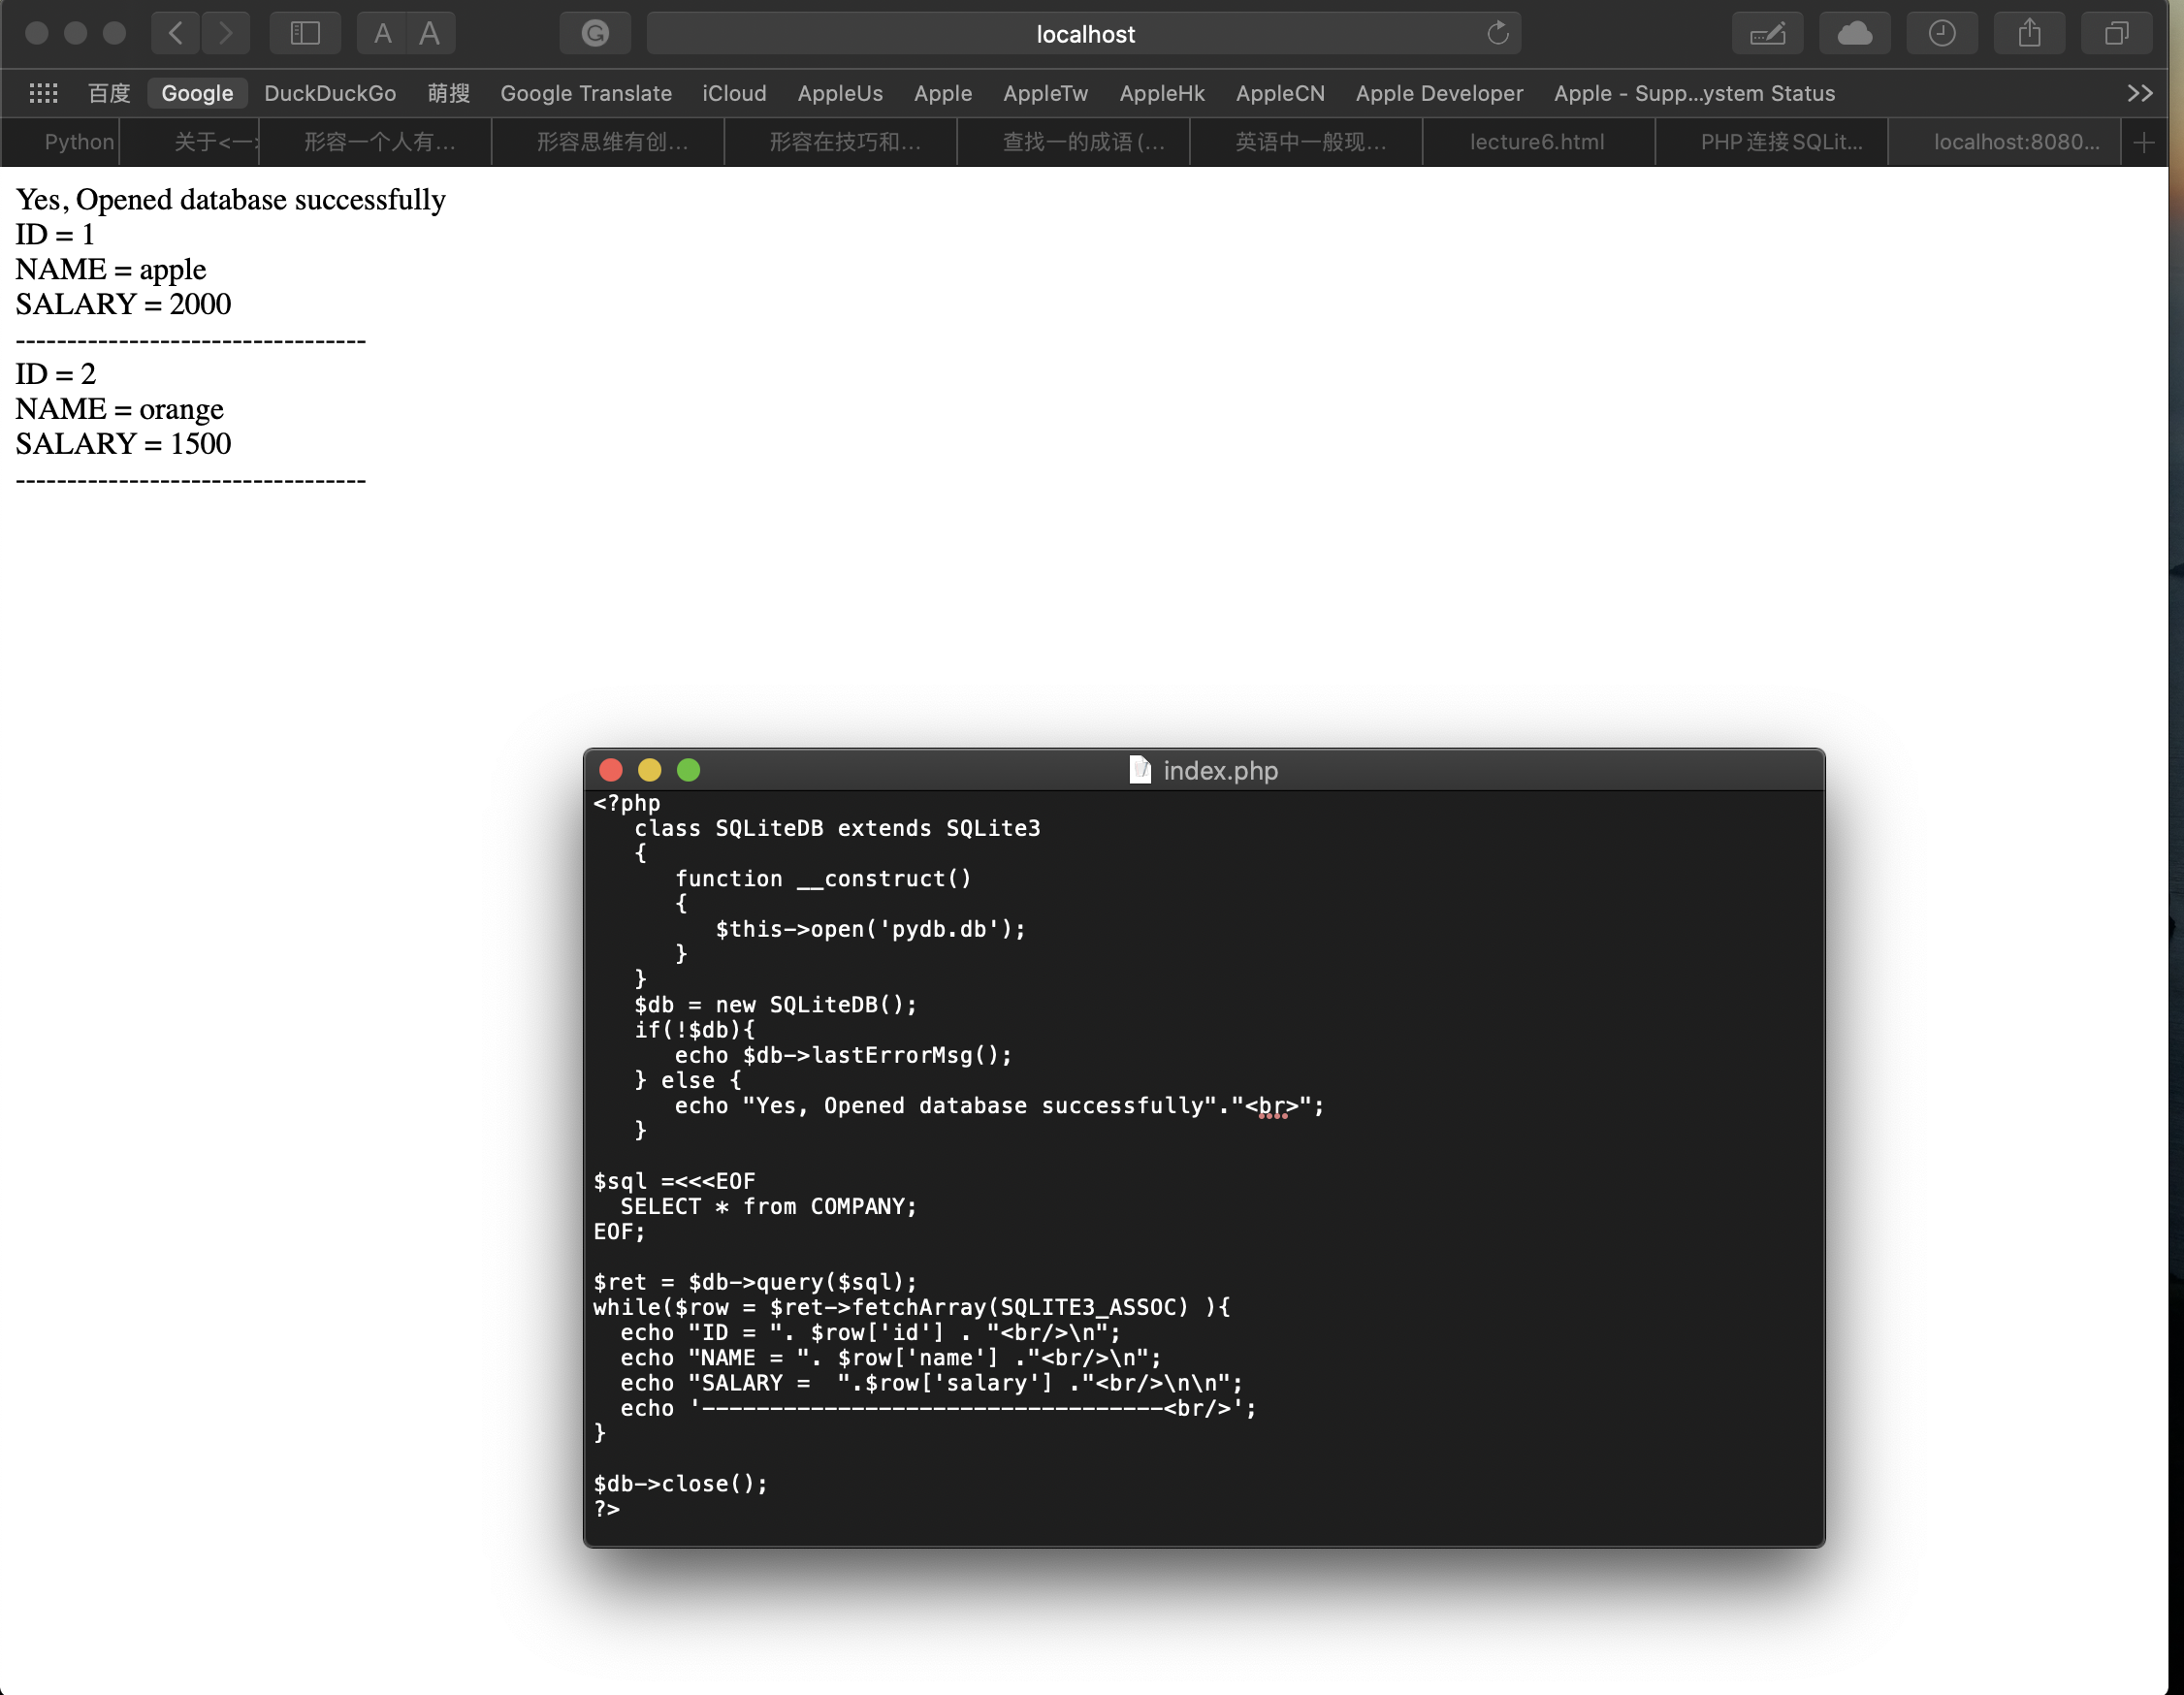 A A
localhost
百度 Google DuckDuckGo 萌搜 Google Translate iCloud AppleUs Apple AppleTw AppleHk AppleCN Apple Developer Apple - Supp...ystem Status
Python 关于<一 形容一个人有... 形容思维有创... 形容在技巧和... 查找一的成语 (... 英语中一般现... lecture6.html PHP 连接 SQLit... localhost:8080...
Yes, Opened database successfully
ID = 1
NAME = apple
SALARY = 2000
----------------------------------
ID = 2
NAME = orange
SALARY = 1500
----------------------------------
index.php
<?php
   class SQLiteDB extends SQLite3
   {
      function __construct()
      {
         $this->open('pydb.db');
      }
   }
   $db = new SQLiteDB();
   if(!$db){
      echo $db->lastErrorMsg();
   } else {
      echo "Yes, Opened database successfully"."<br>";
   }
$sql =<<<EOF
  SELECT * from COMPANY;
EOF;
$ret = $db->query($sql);
while($row = $ret->fetchArray(SQLITE3_ASSOC) ){
  echo "ID = ". $row['id'] . "<br/>\n";
  echo "NAME = ". $row['name'] ."<br/>\n";
  echo "SALARY =  ".$row['salary'] ."<br/>\n\n";
  echo '----------------------------------<br/>';
}
$db->close();
?>